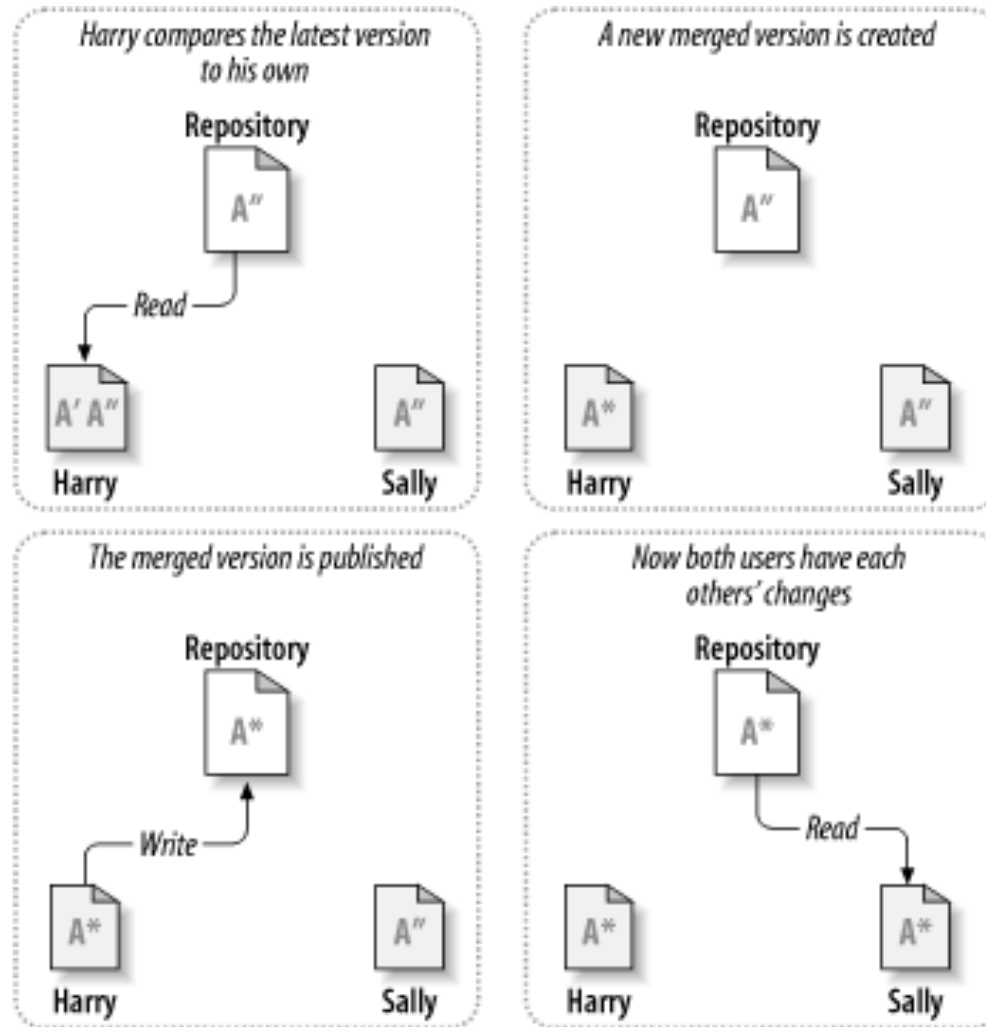 Harry compares the latest version
to his own
Repository
A″
Read
A′ A″
A″
Harry
Sally
A new merged version is created
Repository
A″
A*
A″
Harry
Sally
The merged version is published
Repository
A*
Write
A*
A″
Harry
Sally
Now both users have each
others’ changes
Repository
A*
Read
A*
A*
Harry
Sally